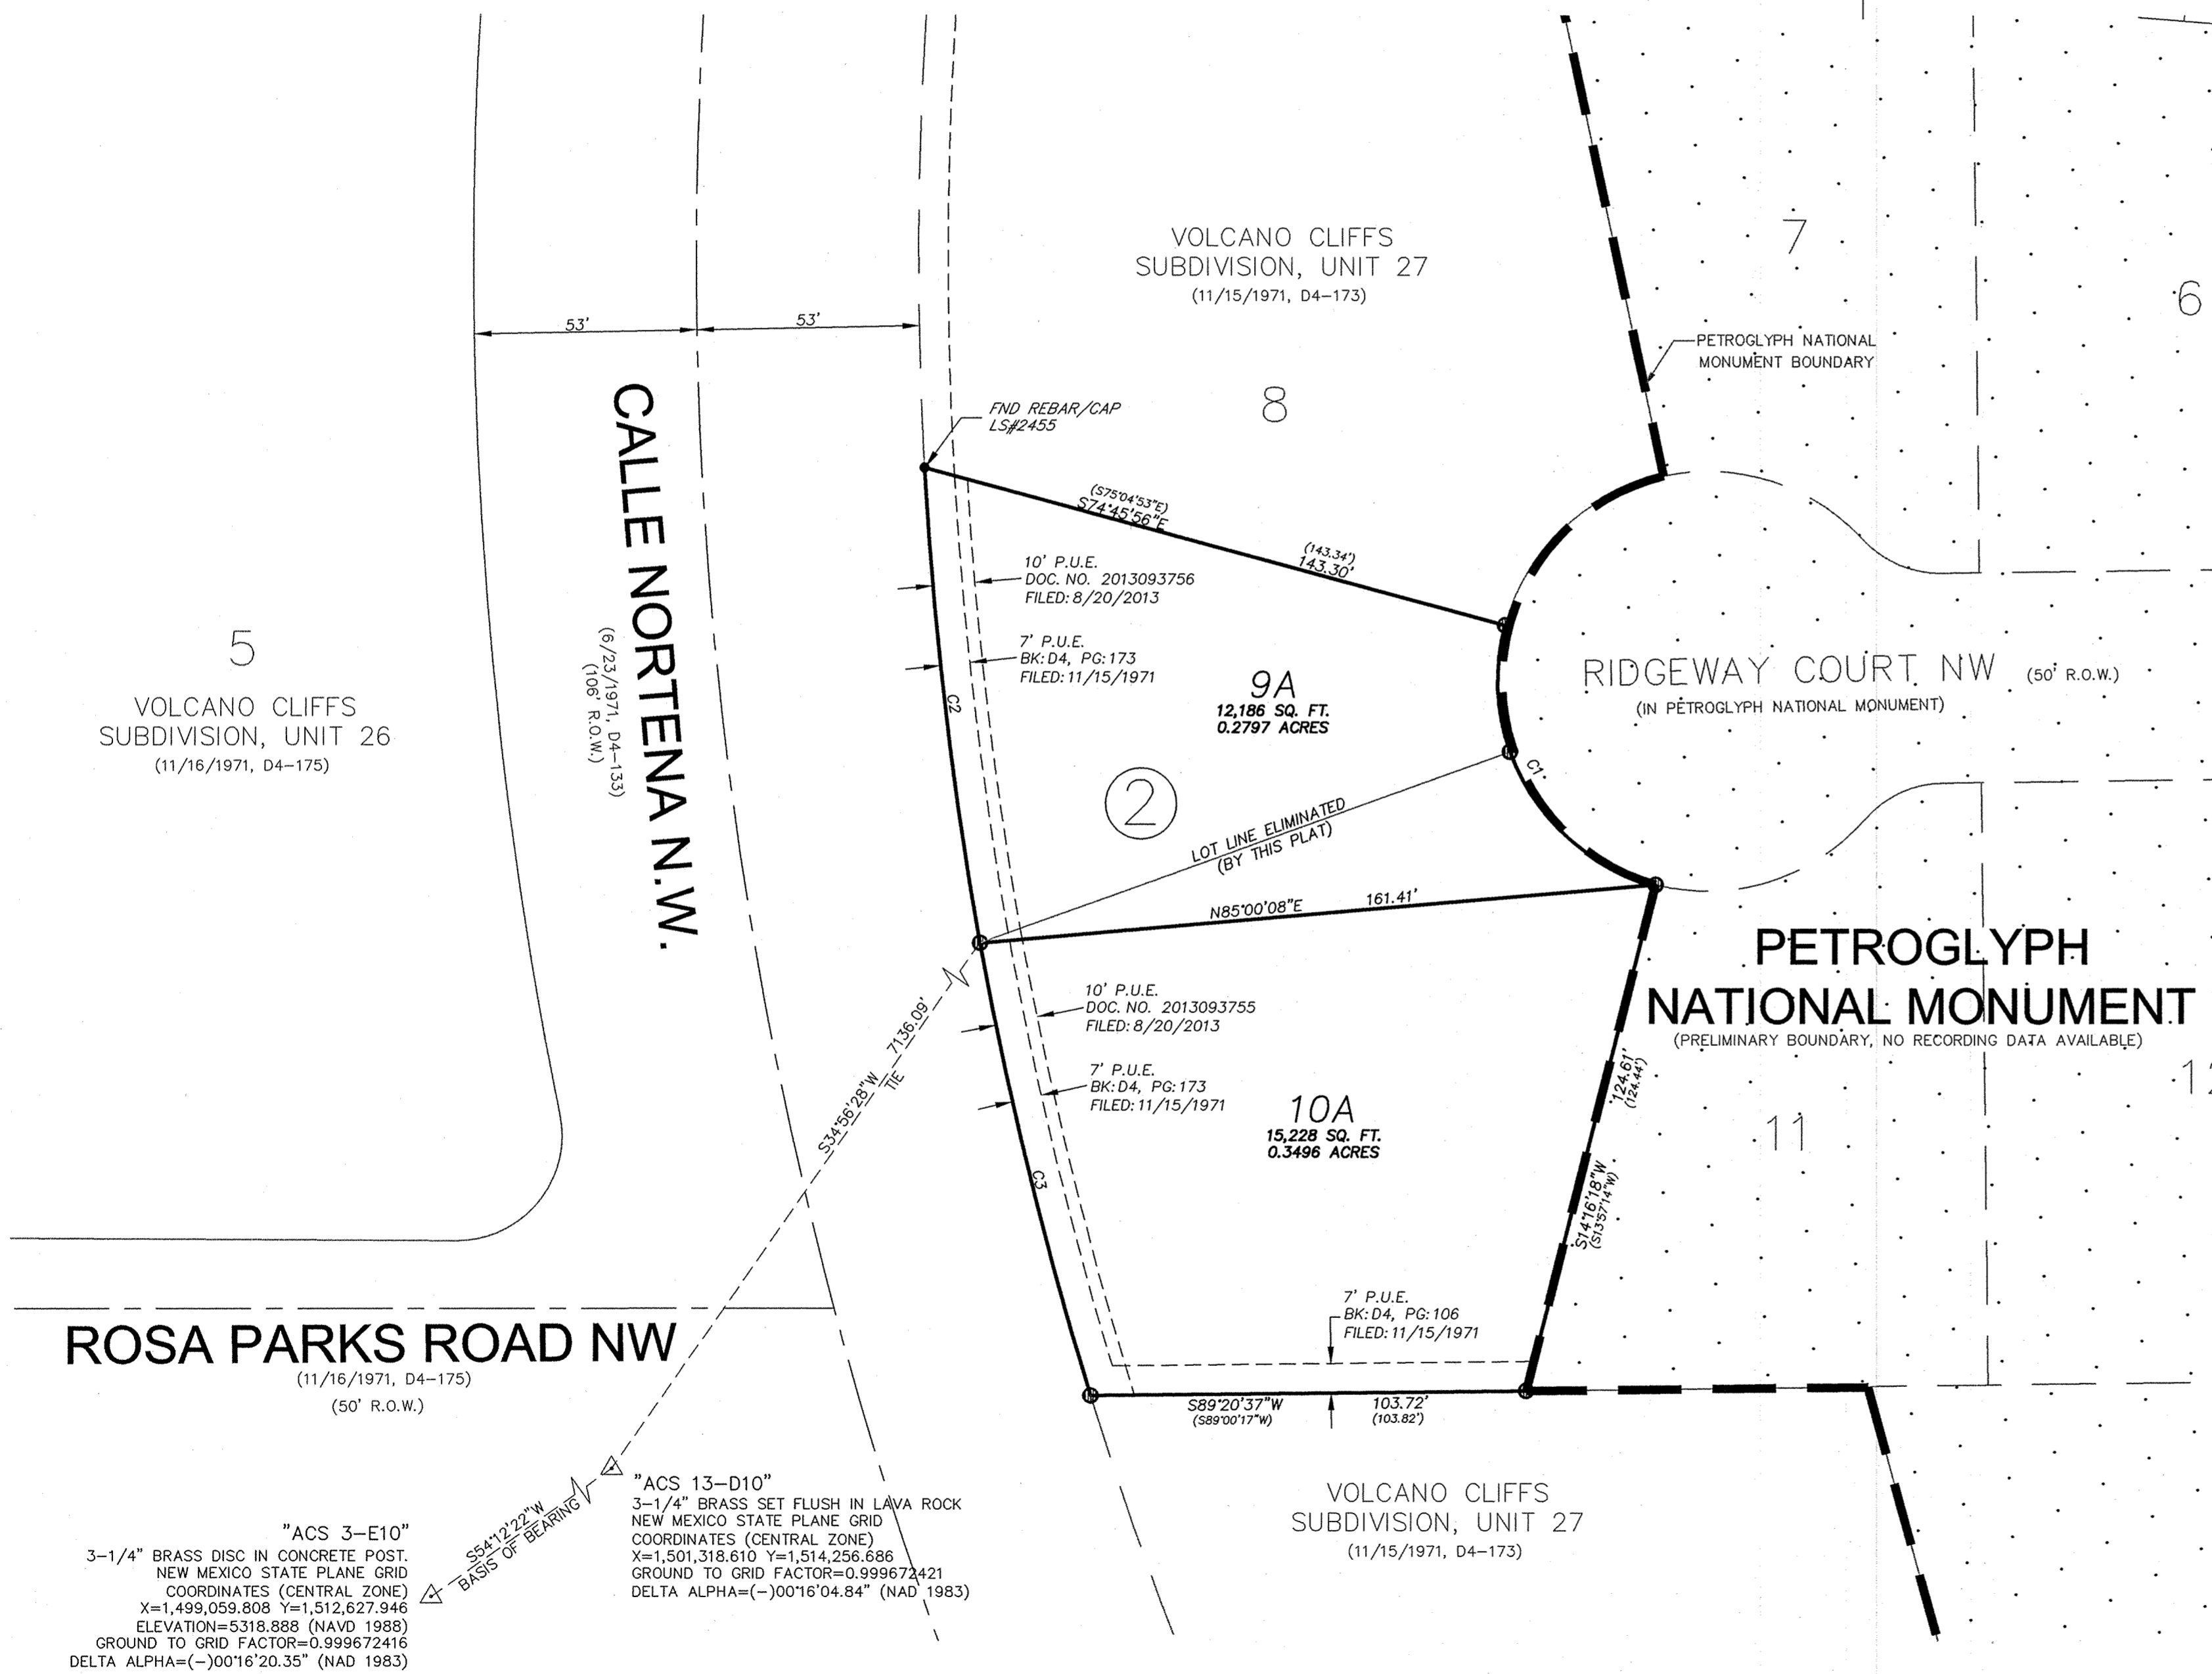 VOLCANO CLIFFS
SUBDIVISION, UNIT 27
(11/15/1971, D4-173)
7
6
53'
53'
PETROGLYPH NATIONAL
MONUMENT BOUNDARY
8
FND REBAR/CAP
LS#2455
CALLE NORTENA N.W.
(6/23/1971, D4-133)
(106' R.O.W.)
(S75°04'53"E)
S74°45'56"E
(143.34')
143.30'
10' P.U.E.
DOC. NO. 2013093756
FILED: 8/20/2013
7' P.U.E.
BK: D4, PG: 173
FILED: 11/15/1971
5
VOLCANO CLIFFS
SUBDIVISION, UNIT 26
(11/16/1971, D4-175)
C2
9A
12,186 SQ. FT.
0.2797 ACRES
RIDGEWAY COURT NW (50' R.O.W.)
(IN PETROGLYPH NATIONAL MONUMENT)
C1
2
LOT LINE ELIMINATED
(BY THIS PLAT)
N85°00'08"E 161.41'
PETROGLYPH
NATIONAL MONUMENT
(PRELIMINARY BOUNDARY, NO RECORDING DATA AVAILABLE)
S34°56'28"W 7136.09'
TIE
10' P.U.E.
DOC. NO. 2013093755
FILED: 8/20/2013
7' P.U.E.
BK: D4, PG: 173
FILED: 11/15/1971
124.61'
(124.44')
10A
15,228 SQ. FT.
0.3496 ACRES
11
C3
S14°16'18"W
(S13°57'14"W)
7' P.U.E.
BK: D4, PG: 106
FILED: 11/15/1971
ROSA PARKS ROAD NW
(11/16/1971, D4-175)
(50' R.O.W.)
S89°20'37"W 103.72'
(S89°00'17"W) (103.82')
VOLCANO CLIFFS
SUBDIVISION, UNIT 27
(11/15/1971, D4-173)
"ACS 13-D10"
3-1/4" BRASS SET FLUSH IN LAVA ROCK
NEW MEXICO STATE PLANE GRID
COORDINATES (CENTRAL ZONE)
X=1,501,318.610 Y=1,514,256.686
GROUND TO GRID FACTOR=0.999672421
DELTA ALPHA=(-)00°16'04.84" (NAD 1983)
S54°12'22"W
BASIS OF BEARING
"ACS 3-E10"
3-1/4" BRASS DISC IN CONCRETE POST.
NEW MEXICO STATE PLANE GRID
COORDINATES (CENTRAL ZONE)
X=1,499,059.808 Y=1,512,627.946
ELEVATION=5318.888 (NAVD 1988)
GROUND TO GRID FACTOR=0.999672416
DELTA ALPHA=(-)00°16'20.35" (NAD 1983)